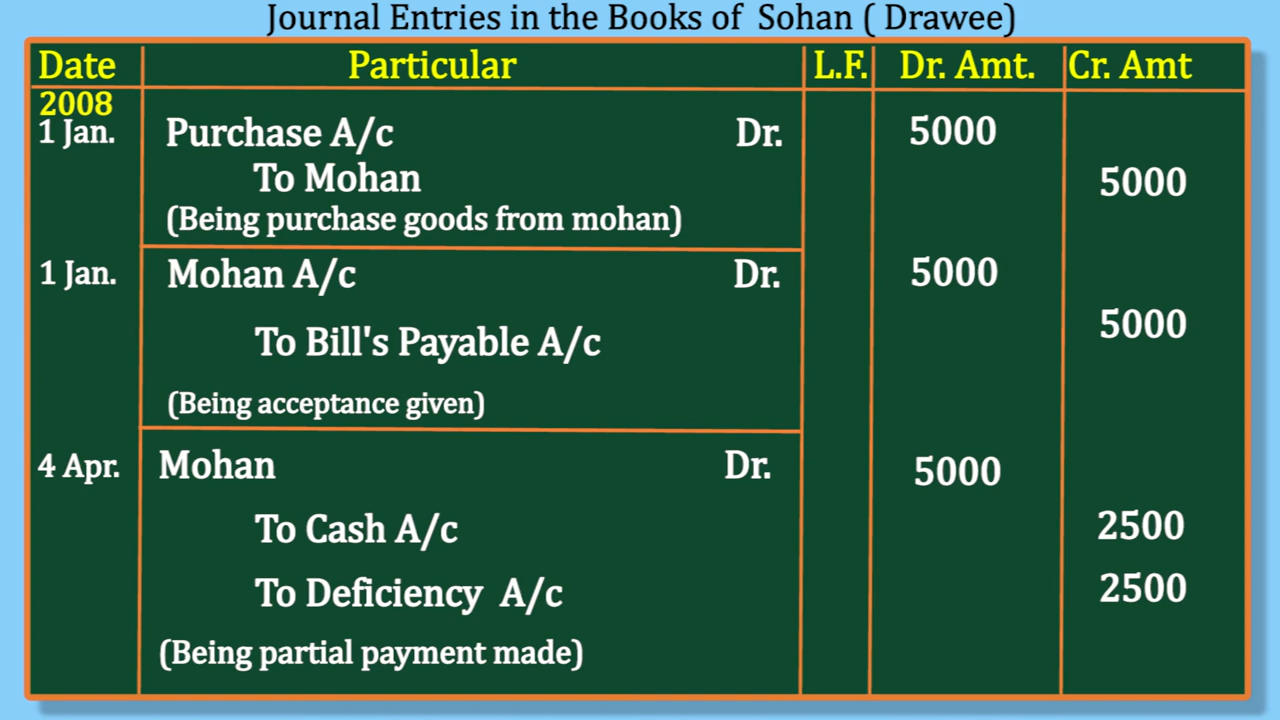 Journal Entries in the Books of Sohan ( Drawee)
Date Particular L.F. Dr. Amt. Cr. Amt
2008
1 Jan. Purchase A/c Dr. 5000
To Mohan 5000
(Being purchase goods from mohan)
1 Jan. Mohan A/c Dr. 5000
To Bill's Payable A/c 5000
(Being acceptance given)
4 Apr. Mohan Dr. 5000
To Cash A/c 2500
To Deficiency A/c 2500
(Being partial payment made)